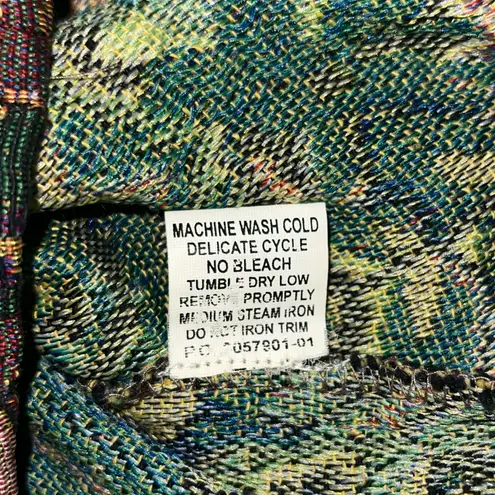 MACHINE WASH COLD
DELICATE CYCLE
NO BLEACH
TUMBLE DRY LOW
REMOVE PROMPTLY
MEDIUM STEAM IRON
DO NOT IRON TRIM